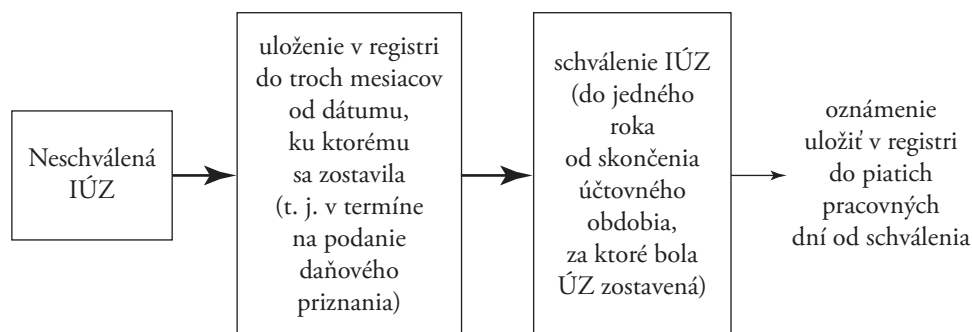 Neschválená
IÚZ
uloženie v registri
do troch mesiacov
od dátumu,
ku ktorému
sa zostavila
(t. j. v termíne
na podanie
daňového
priznania)
schválenie IÚZ
(do jedného
roka
od skončenia
účtovného
obdobia,
za ktoré bola
ÚZ zostavená)
oznámenie
uložiť v registri
do piatich
pracovných
dní od schválenia